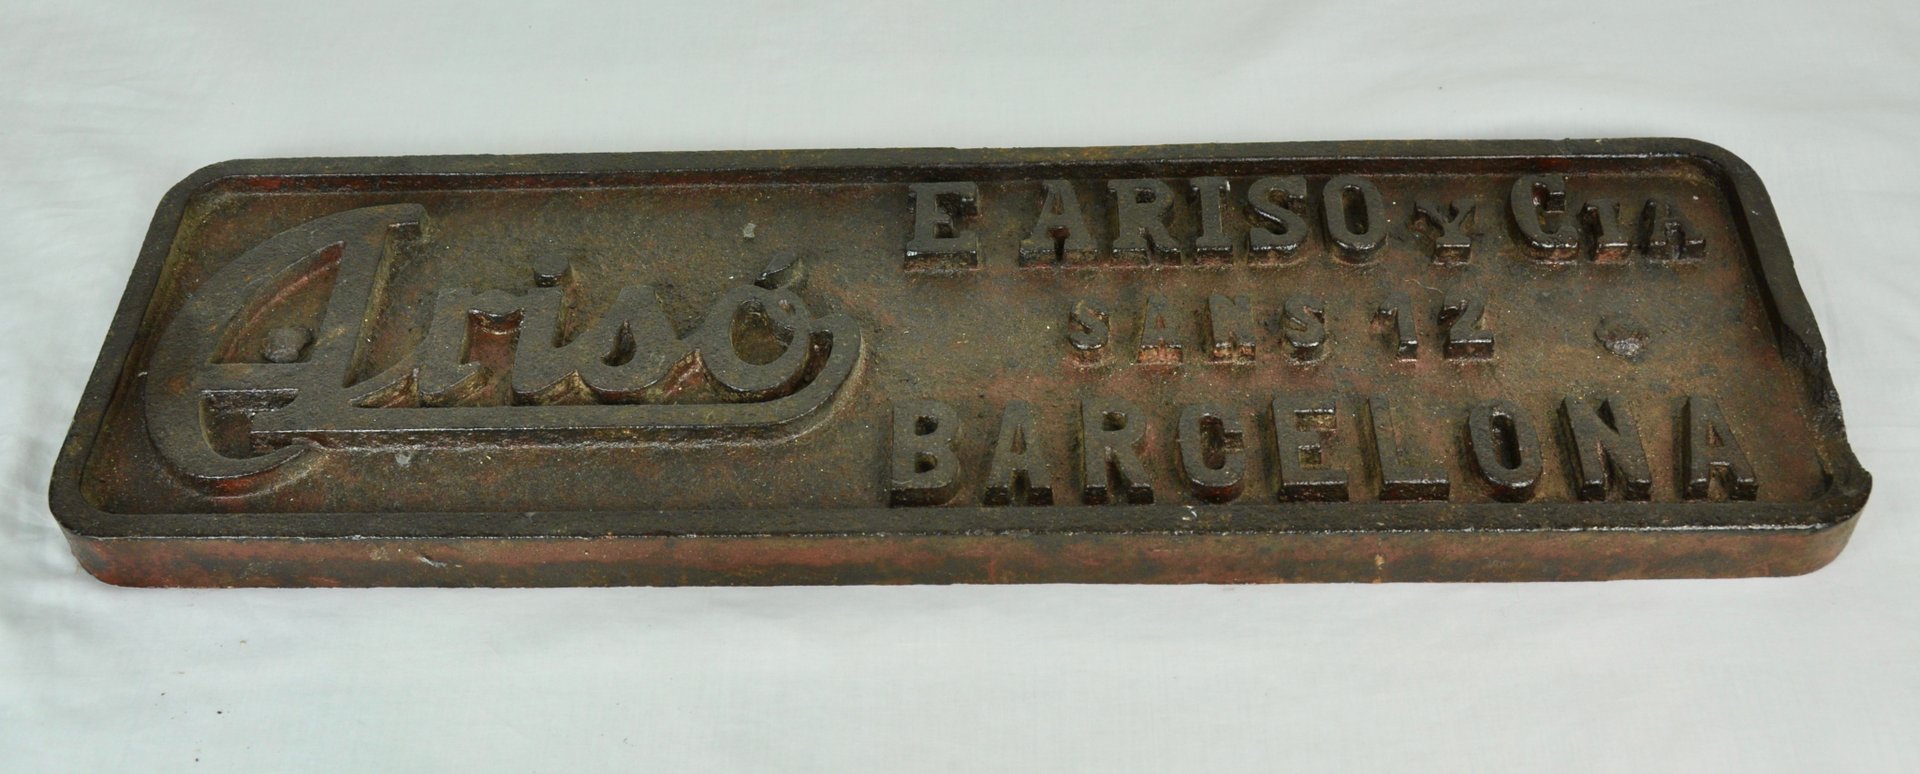 Arisó
E ARISO Y CIA
SANS 12
BARCELONA